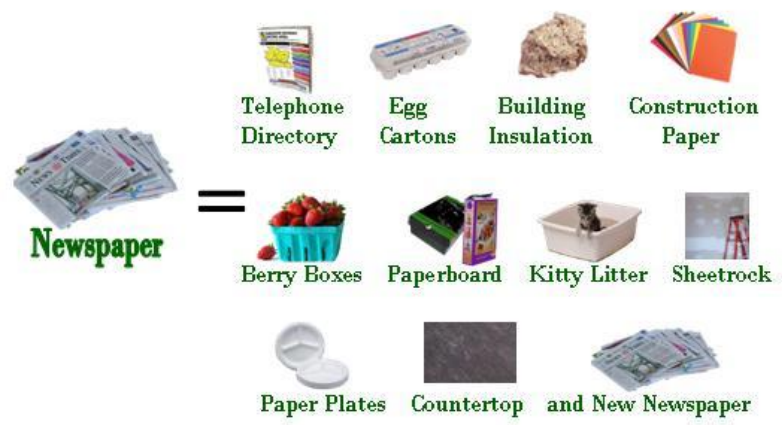 Telephone Directory
Egg Cartons
Building Insulation
Construction Paper
Newspaper
=
Berry Boxes
Paperboard
Kitty Litter
Sheetrock
Paper Plates
Countertop
and New Newspaper